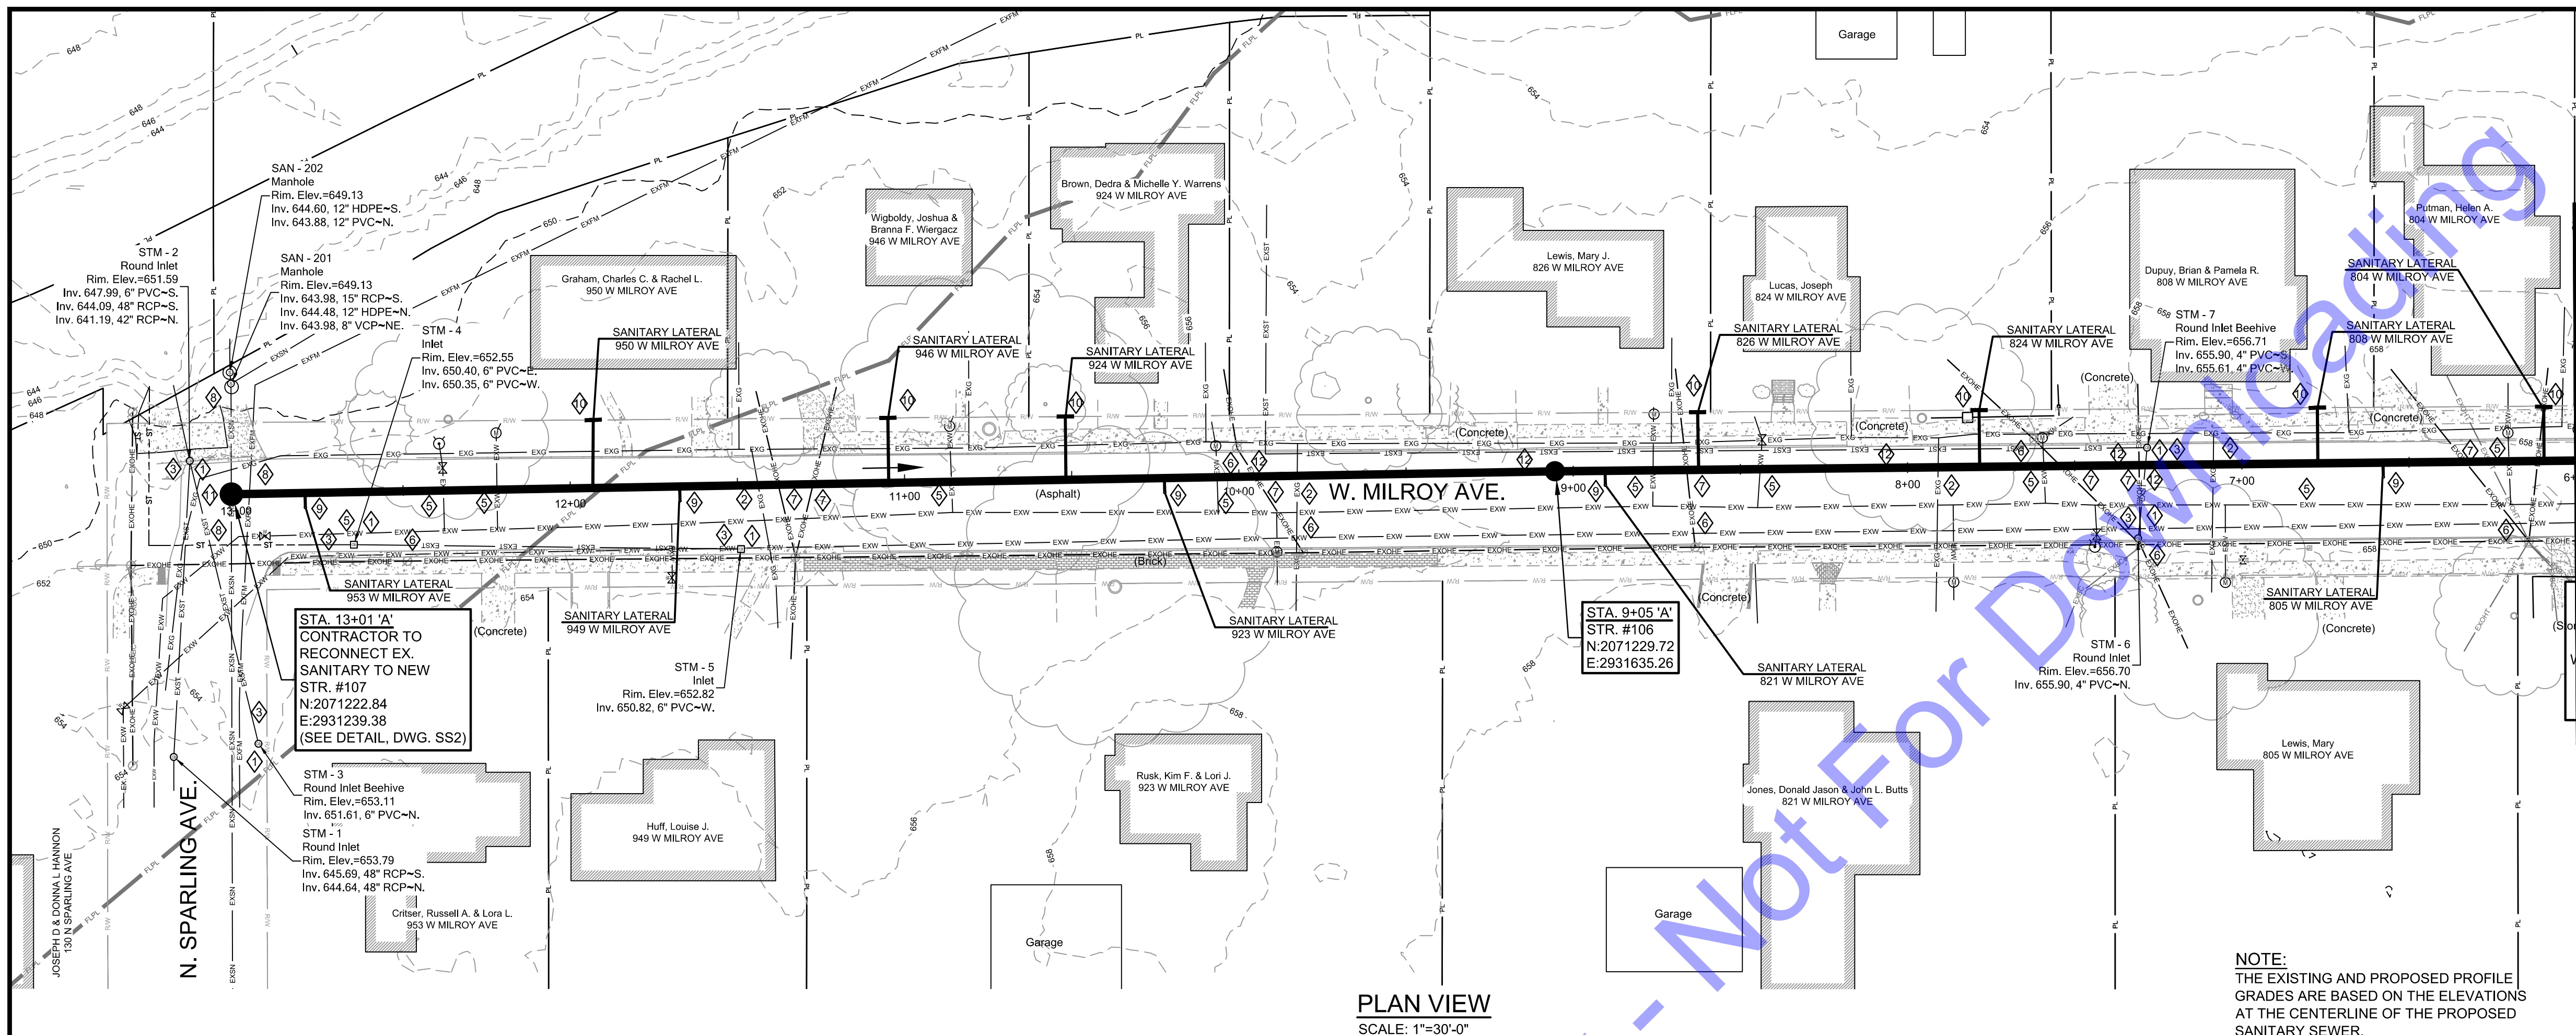 SAN - 202
Manhole
Rim. Elev.=649.13
Inv. 644.60, 12" HDPE~S.
Inv. 643.88, 12" PVC~N.
STM - 2
Round Inlet
Rim. Elev.=651.59
Inv. 647.99, 6" PVC~S.
Inv. 644.09, 48" RCP~S.
Inv. 641.19, 42" RCP~N.
SAN - 201
Manhole
Rim. Elev.=649.13
Inv. 643.98, 15" RCP~S.
Inv. 644.48, 12" HDPE~N.
Inv. 643.98, 8" VCP~NE.
STM - 4
Inlet
Rim. Elev.=652.55
Inv. 650.40, 6" PVC~E.
Inv. 650.35, 6" PVC~W.
Graham, Charles C. & Rachel L.
950 W MILROY AVE
SANITARY LATERAL
950 W MILROY AVE
Wigboldy, Joshua &
Branna F. Wiergacz
946 W MILROY AVE
SANITARY LATERAL
946 W MILROY AVE
Brown, Dedra & Michelle Y. Warrens
924 W MILROY AVE
SANITARY LATERAL
924 W MILROY AVE
Lewis, Mary J.
826 W MILROY AVE
SANITARY LATERAL
826 W MILROY AVE
Garage
Lucas, Joseph
824 W MILROY AVE
SANITARY LATERAL
824 W MILROY AVE
Dupuy, Brian & Pamela R.
808 W MILROY AVE
STM - 7
Round Inlet Beehive
Rim. Elev.=656.71
Inv. 655.90, 4" PVC~S.
Inv. 655.61, 4" PVC~W.
Putman, Helen A.
804 W MILROY AVE
SANITARY LATERAL
804 W MILROY AVE
SANITARY LATERAL
808 W MILROY AVE
(Concrete)
(Concrete)
(Concrete)
(Concrete)
13+00
12+00
11+00
(Asphalt)
10+00
W. MILROY AVE.
9+00
8+00
7+00
(Brick)
SANITARY LATERAL
953 W MILROY AVE
STA. 13+01 'A'
CONTRACTOR TO
RECONNECT EX.
SANITARY TO NEW
STR. #107
N:2071222.84
E:2931239.38
(SEE DETAIL, DWG. SS2)
(Concrete)
SANITARY LATERAL
949 W MILROY AVE
STM - 5
Inlet
Rim. Elev.=652.82
Inv. 650.82, 6" PVC~W.
SANITARY LATERAL
923 W MILROY AVE
STA. 9+05 'A'
STR. #106
N:2071229.72
E:2931635.26
(Concrete)
SANITARY LATERAL
821 W MILROY AVE
STM - 6
Round Inlet
Rim. Elev.=656.70
Inv. 655.90, 4" PVC~N.
SANITARY LATERAL
805 W MILROY AVE
(Concrete)
STM - 3
Round Inlet Beehive
Rim. Elev.=653.11
Inv. 651.61, 6" PVC~N.
STM - 1
Round Inlet
Rim. Elev.=653.79
Inv. 645.69, 48" RCP~S.
Inv. 644.64, 48" RCP~N.
N. SPARLING AVE.
JOSEPH D & DONNA L HANNON
130 N SPARLING AVE
Critser, Russell A. & Lora L.
953 W MILROY AVE
Huff, Louise J.
949 W MILROY AVE
Rusk, Kim F. & Lori J.
923 W MILROY AVE
Garage
Jones, Donald Jason & John L. Butts
821 W MILROY AVE
Garage
Lewis, Mary
805 W MILROY AVE
PLAN VIEW
SCALE: 1"=30'-0"
NOTE:
THE EXISTING AND PROPOSED PROFILE
GRADES ARE BASED ON THE ELEVATIONS
AT THE CENTERLINE OF THE PROPOSED
SANITARY SEWER.
- Not For Downloading